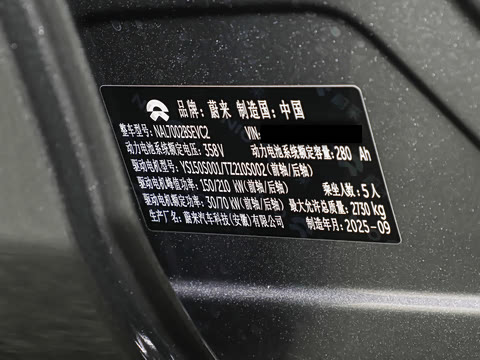 品牌：蔚来 制造国：中国
整车型号：NAL7002BSEVC2 VIN:
动力电池系统额定电压：358V 动力电池系统额定容量：280 Ah
驱动电机型号：YS150S001/TZ210S002（前轴/后轴）
驱动电机峰值功率：150/210 kW（前轴/后轴） 乘坐人数：5人
驱动电机额定功率：30/70 kW（前轴/后轴） 最大允许总质量：2730 kg
生产厂名：蔚来汽车科技（安徽）有限公司 制造年月：2025-09